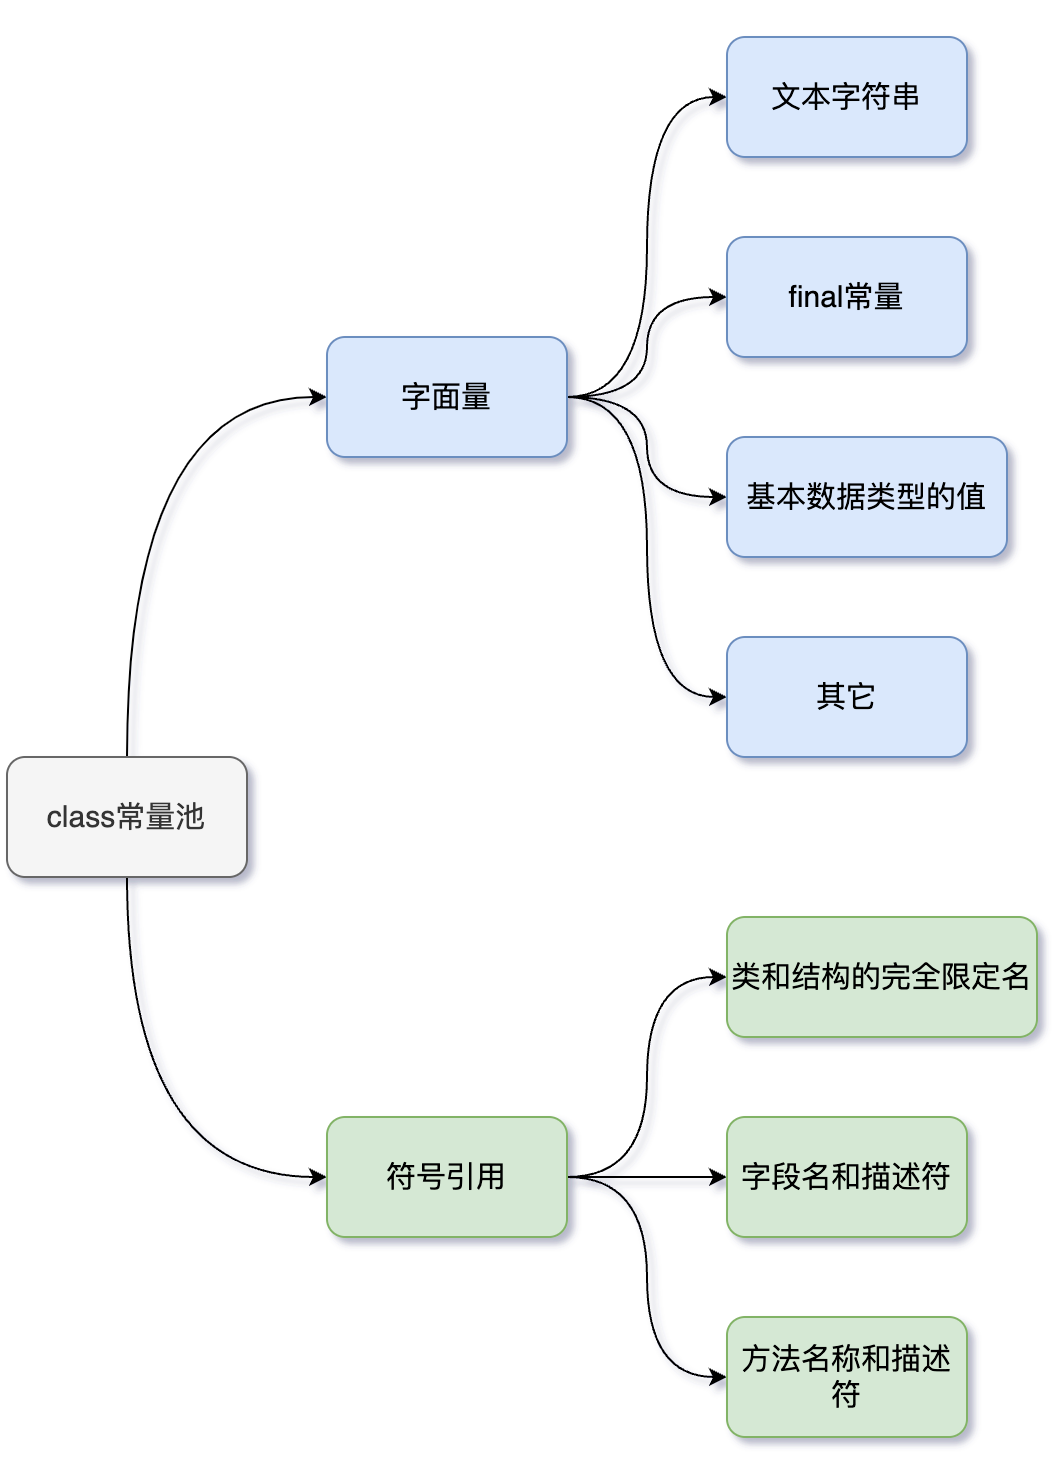 文本字符串
final常量
字面量
基本数据类型的值
其它
class常量池
类和结构的完全限定名
符号引用
字段名和描述符
方法名称和描述
符